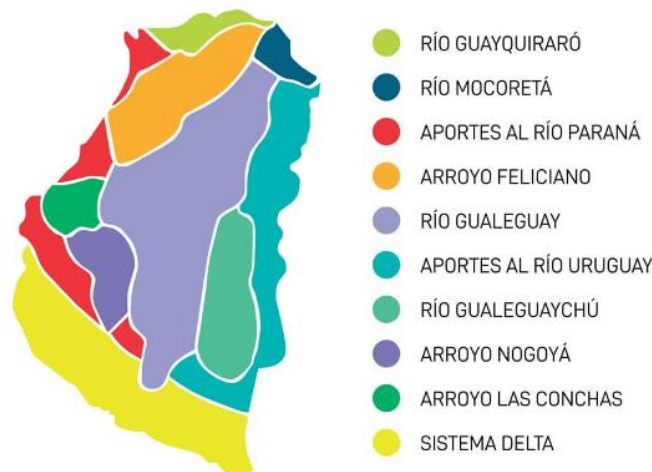 RÍO GUAYQUIRARÓ
RÍO MOCORETÁ
APORTES AL RÍO PARANÁ
ARROYO FELICIANO
RÍO GUALEGUAY
APORTES AL RÍO URUGUAY
RÍO GUALEGUAYCHÚ
ARROYO NOGOYÁ
ARROYO LAS CONCHAS
SISTEMA DELTA